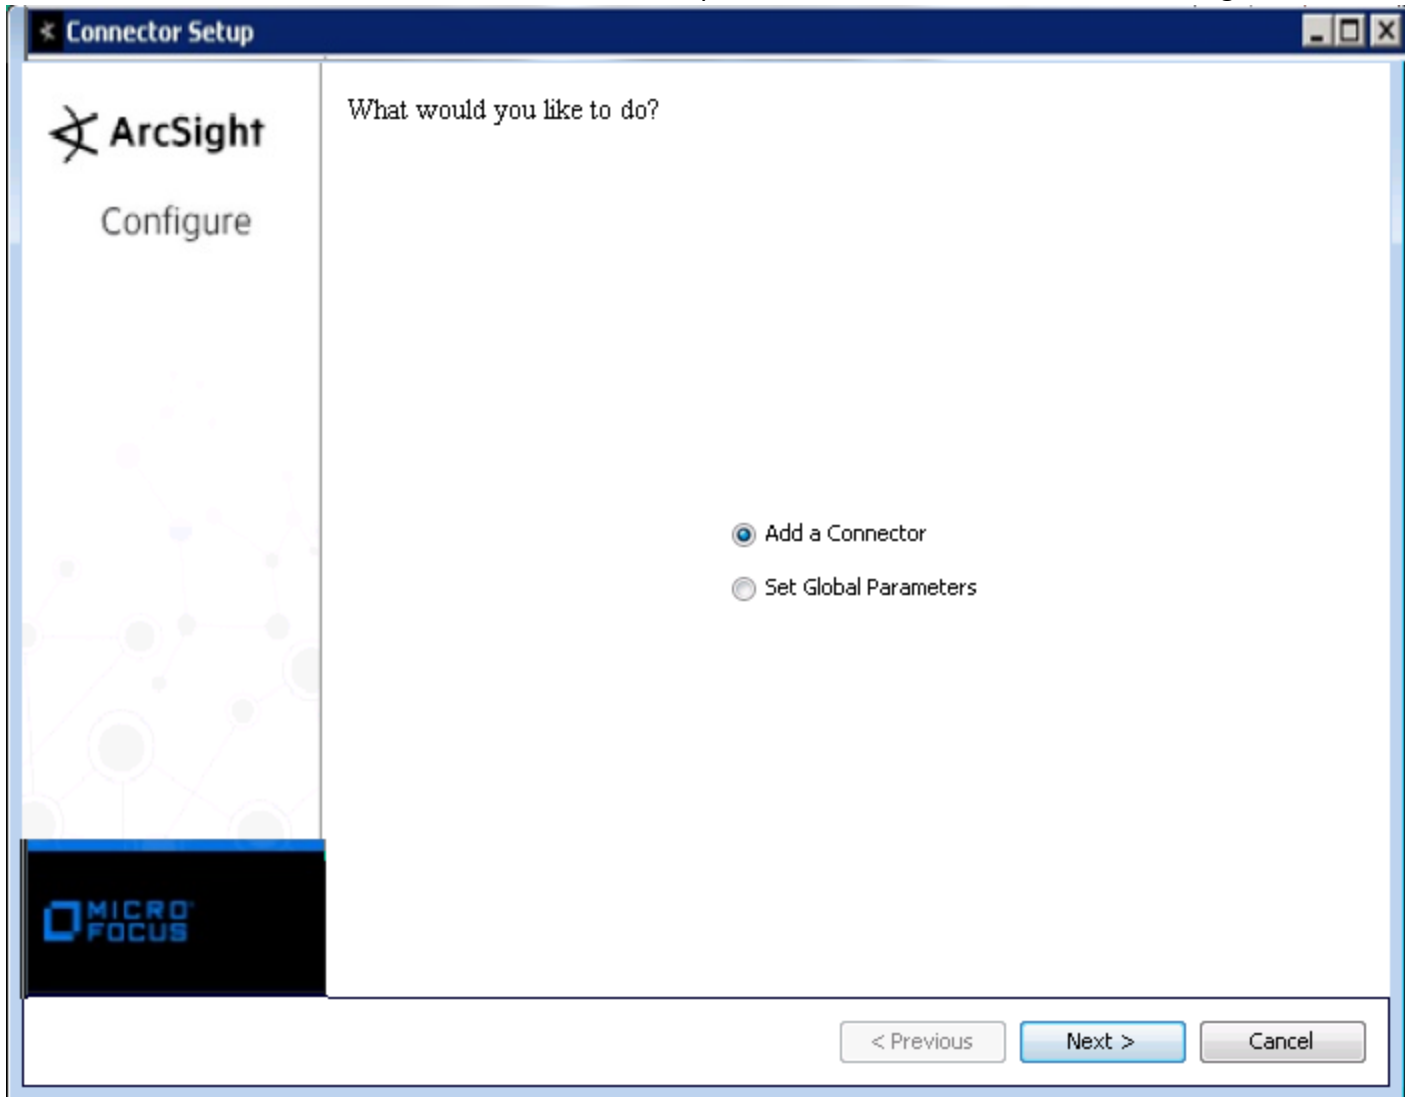 Connector Setup
ArcSight
Configure
What would you like to do?
Add a Connector
Set Global Parameters
MICRO
FOCUS
< Previous
Next >
Cancel